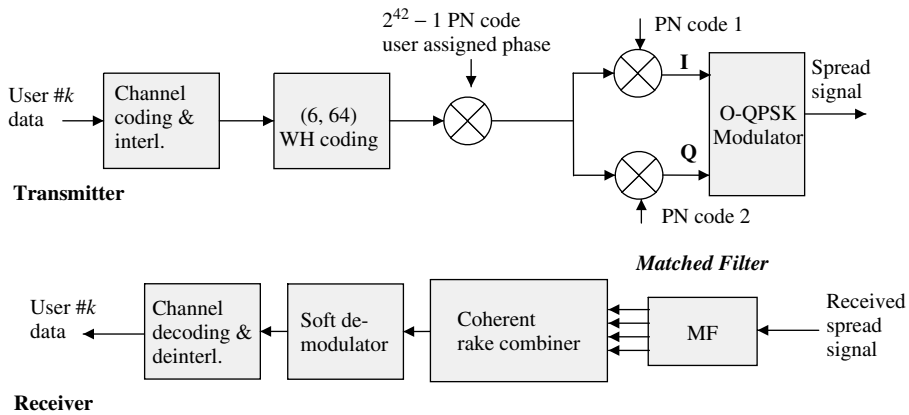 2^42 – 1 PN code
user assigned phase
PN code 1
User #k
data
Channel
coding &
interl.
(6, 64)
WH coding
I
Q
O-QPSK
Modulator
Spread
signal
PN code 2
Transmitter
Matched Filter
User #k
data
Channel
decoding &
deinterl.
Soft de-
modulator
Coherent
rake combiner
MF
Received
spread
signal
Receiver